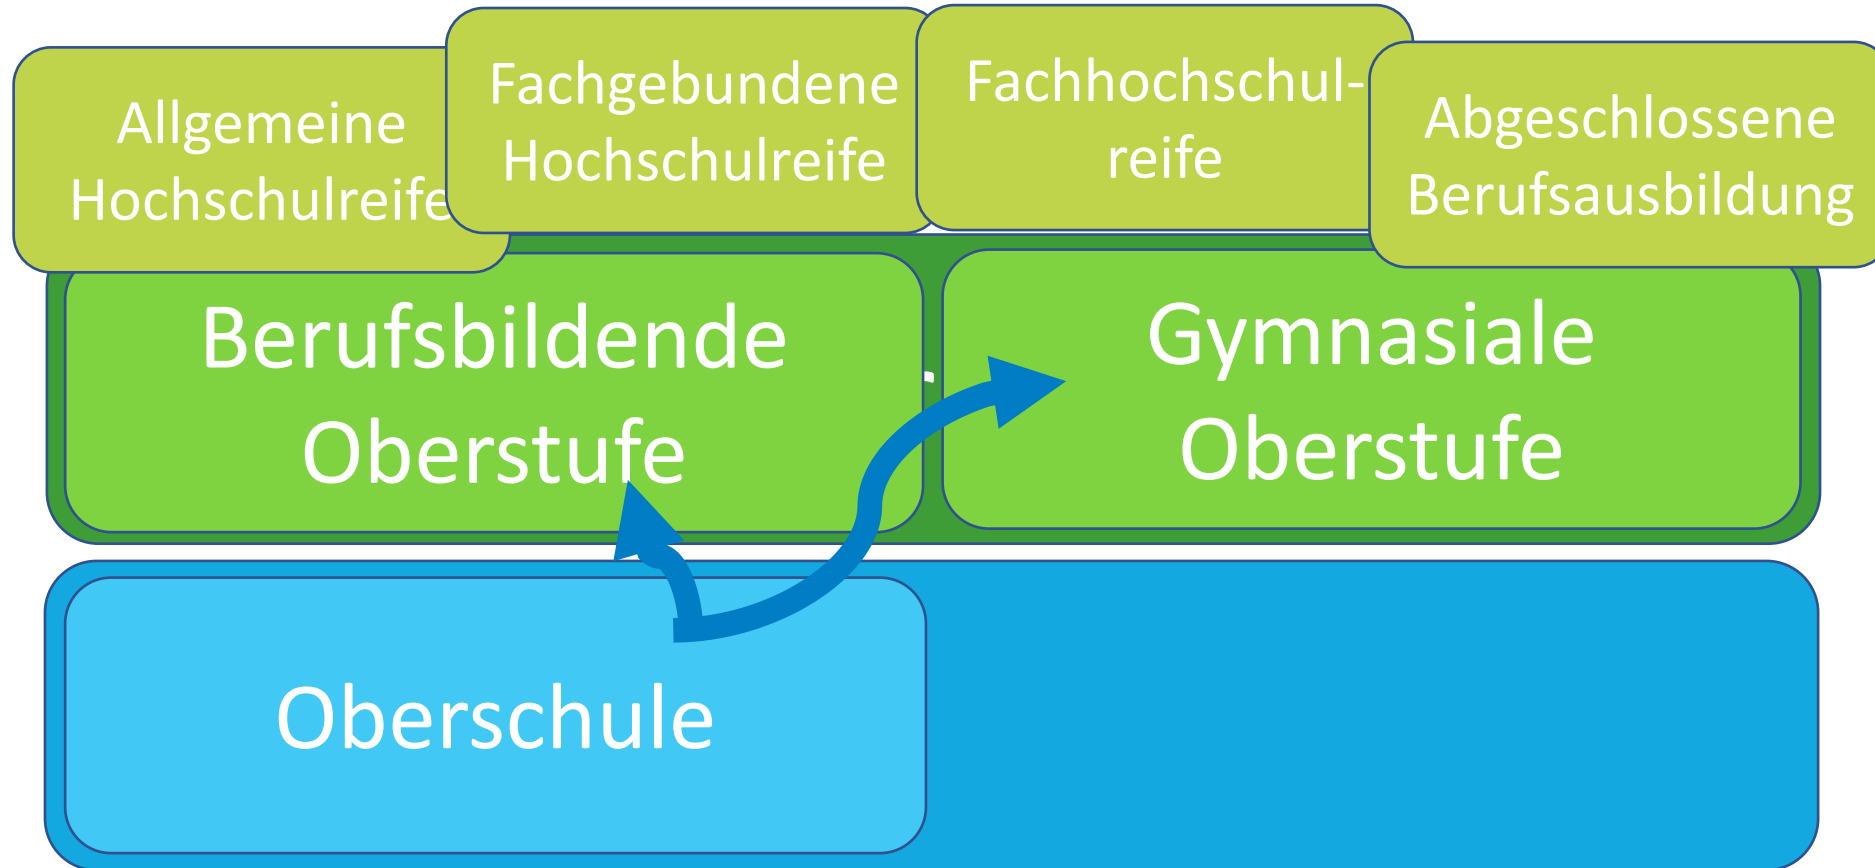 Allgemeine
Hochschulreife
Fachgebundene
Hochschulreife
Fachhochschul-
reife
Abgeschlossene
Berufsausbildung
Berufsbildende
Oberstufe
Gymnasiale
Oberstufe
Oberschule